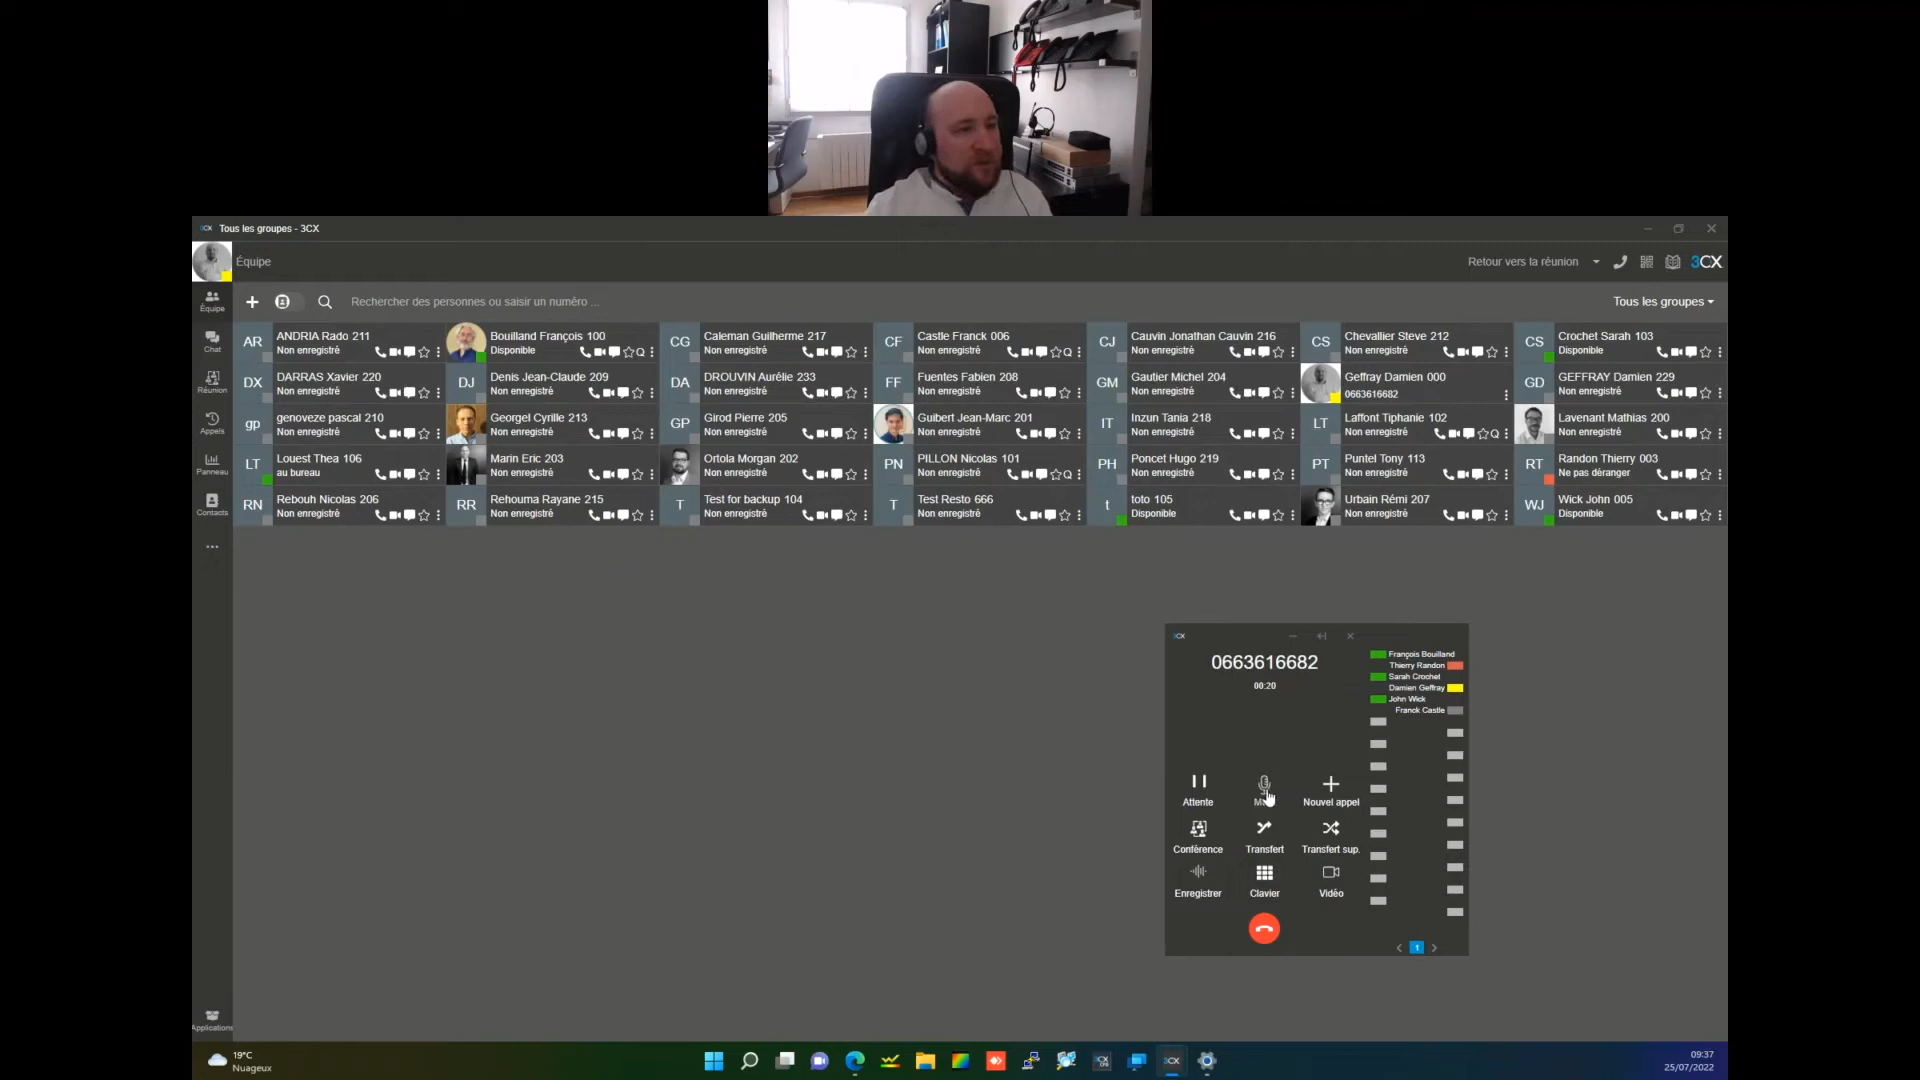 3CX Tous les groupes - 3CX
Équipe
Retour vers la réunion
3CX
Rechercher des personnes ou saisir un numéro ...
Tous les groupes
Équipe
Chat
Réunion
Appels
Panneau
Contacts
Applications
AR ANDRIA Rado 211
Non enregistré
Bouilland François 100
Disponible
CG Caleman Guilherme 217
Non enregistré
CF Castle Franck 006
Non enregistré
CJ Cauvin Jonathan Cauvin 216
Non enregistré
CS Chevallier Steve 212
Non enregistré
CS Crochet Sarah 103
Disponible
DX DARRAS Xavier 220
Non enregistré
DJ Denis Jean-Claude 209
Non enregistré
DA DROUVIN Aurélie 233
Non enregistré
FF Fuentes Fabien 208
Non enregistré
GM Gautier Michel 204
Non enregistré
Geffray Damien 000
0663616682
GD GEFFRAY Damien 229
Non enregistré
gp genoveze pascal 210
Non enregistré
Georgel Cyrille 213
Non enregistré
GP Girod Pierre 205
Non enregistré
Guibert Jean-Marc 201
Non enregistré
IT Inzun Tania 218
Non enregistré
LT Laffont Tiphanie 102
Non enregistré
Lavenant Mathias 200
Non enregistré
LT Louest Thea 106
au bureau
Marin Eric 203
Non enregistré
Ortola Morgan 202
Non enregistré
PN PILLON Nicolas 101
Non enregistré
PH Poncet Hugo 219
Non enregistré
PT Puntel Tony 113
Non enregistré
RT Randon Thierry 003
Ne pas déranger
RN Rebouh Nicolas 206
Non enregistré
RR Rehouma Rayane 215
Non enregistré
T Test for backup 104
Non enregistré
T Test Resto 666
Non enregistré
t toto 105
Disponible
Urbain Rémi 207
Non enregistré
WJ Wick John 005
Disponible
3CX
0663616682
00:20
François Bouilland
Thierry Randon
Sarah Crochet
Damien Geffray
John Wick
Franck Castle
Attente
Nouvel appel
Conférence
Transfert
Transfert sup.
Enregistrer
Clavier
Vidéo
1
19°C
Nuageux
09:37
25/07/2022